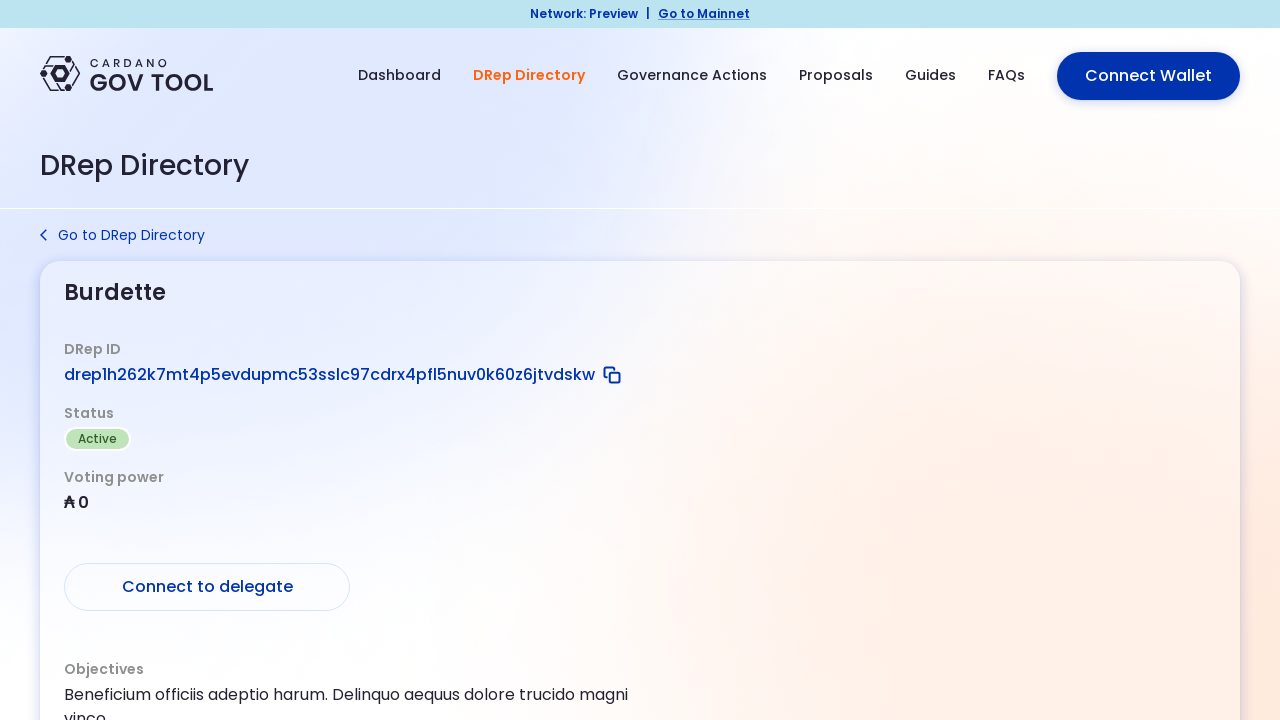 Network: Preview | Go to Mainnet
CARDANO
GOV TOOL
Dashboard
DRep Directory
Governance Actions
Proposals
Guides
FAQs
Connect Wallet
DRep Directory
Go to DRep Directory
Burdette
DRep ID
drep1h262k7mt4p5evdupmc53sslc97cdrx4pfl5nuv0k60z6jtvdskw
Status
Active
Voting power
₳ 0
Connect to delegate
Objectives
Beneficium officiis adeptio harum. Delinquo aequus dolore trucido magni
vinco.